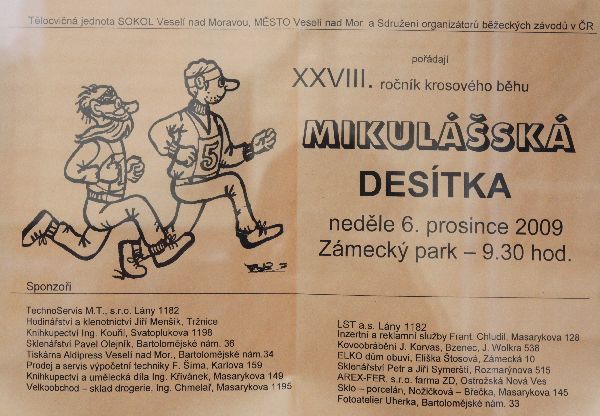 Tělocvičná jednota SOKOL Veselí nad Moravou, MĚSTO Veselí nad Mor. a Sdružení organizátorů běžeckých závodů v ČR
pořádají
XXVIII. ročník krosového běhu
MIKULÁŠSKÁ
DESÍTKA
neděle 6. prosince 2009
Zámecký park – 9.30 hod.
5
Sponzoři
TechnoServis M.T., s.r.o. Lány 1182
Hodinářství a klenotnictví Jiří Menšík, Tržnice
Knihkupectví Ing. Kouřil, Svatoplukova 1198
Sklenářství Pavel Olejník, Bartolomějské nám. 36
Tiskárna Aldipress Veselí nad Mor., Bartolomějské nám.34
Prodej a servis výpočetní techniky F. Šíma, Karlova 159
Knihkupectví a umělecká díla Ing. Křivánek, Masarykova 149
Velkoobchod – sklad drogerie. Ing. Chmelař, Masarykova 1195
LST a.s. Lány 1182
Inzertní a reklamní služby Frant. Chludil, Masarykova 128
Kovoobrábění J. Korvas, Bzenec, J. Wolkra 538
ELKO dům obuvi, Eliška Štosová, Zámecká 10
Sklenářství Petr a Jiří Symeršti, Rozmarýnova 515
AREX-FER. s.r.o. farma ZD, Ostrožská Nová Ves
Sklo – porcelán, Nožičková – Břečka, Masarykova 145
Fotoatelier Uherka, Bartolomějské nám. 33